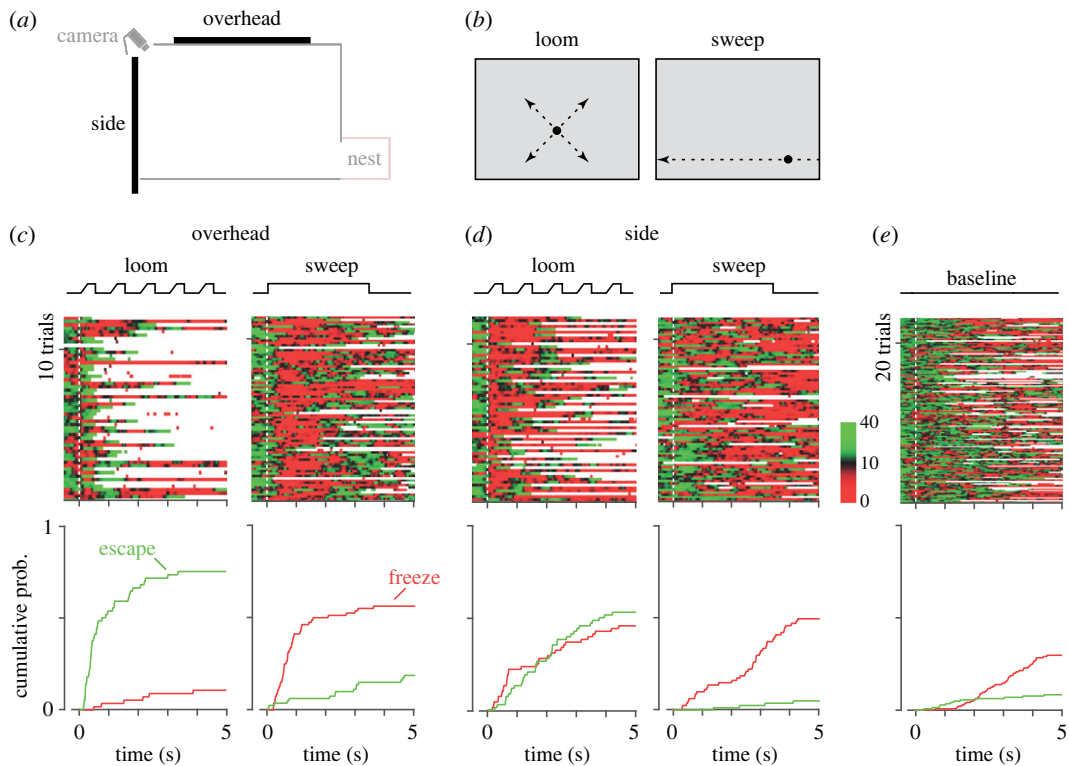 (a)
overhead
camera
side
nest
(b)
loom
sweep
(c)
overhead
loom
sweep
10 trials
(d)
side
loom
sweep
40
10
0
(e)
baseline
20 trials
cumulative prob.
1
0
escape
freeze
0
5
time (s)
0
5
time (s)
0
5
time (s)
0
5
time (s)
0
5
time (s)